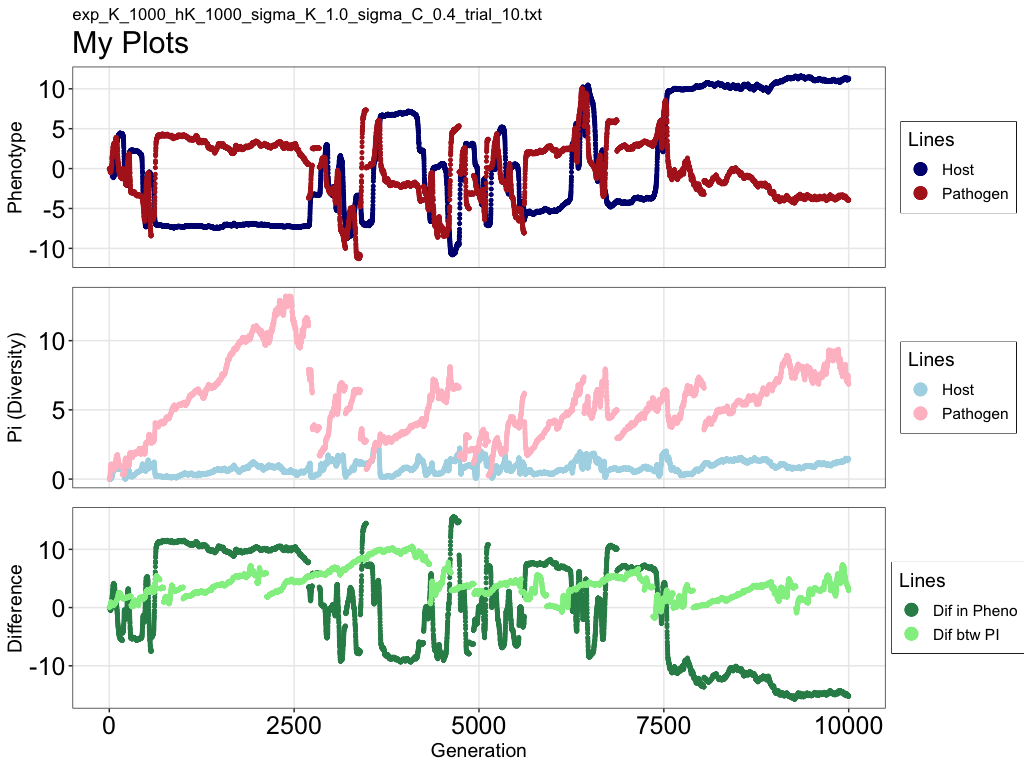 exp_K_1000_hK_1000_sigma_K_1.0_sigma_C_0.4_trial_10.txt
My Plots
Phenotype
10
5
0
-5
-10
Lines
Host
Pathogen
Pi (Diversity)
10
5
0
Lines
Host
Pathogen
Difference
10
0
-10
Lines
Dif in Pheno
Dif btw PI
0
2500
5000
7500
10000
Generation